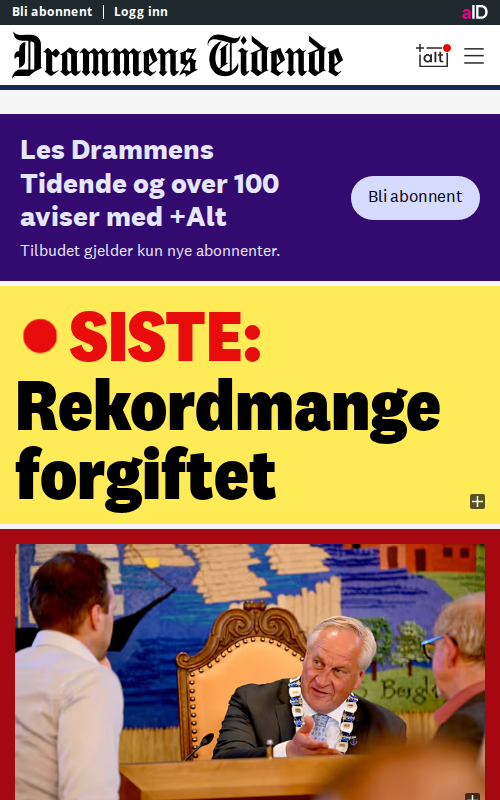 Bli abonnent
Logg inn
aID
Drammens Tidende
+alt
Les Drammens
Tidende og over 100
aviser med +Alt
Bli abonnent
Tilbudet gjelder kun nye abonnenter.
SISTE:
Rekordmange
forgiftet